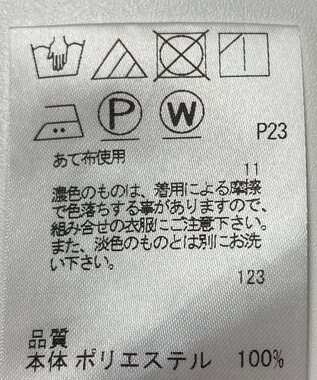 P
W
P23
あて布使用
11
濃色のものは、着用による摩擦
で色落ちする事がありますので、
組み合せの衣服にご注意下さい。
また、淡色のものとは別にお洗
い下さい。
123
品質
本体 ポリエステル 100%